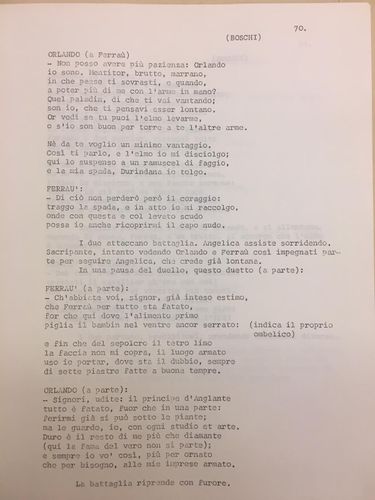 70.
(BOSCHI)
ORLANDO (a Ferraù)
- Non posso avere più pazienza: Orlando
io sono. Mentitor, brutto, marrano,
in che pensa ti sovrasti, e quando,
a poter più di me con l'arme in mano?
Quel paladin, di che ti vai vantando;
son io, che ti pensavi esser lontano.
Or vedi se tu puoi l'elmo levarme,
o s'io son buon per torre a te l'altre arme.
Nè da te voglio un minimo vantaggio.
Così ti parlo, e l'elmo io mi disciolgo;
qui lo suspenso a un ramuscel di faggio,
e la mia spada, Durindana io tolgo.
FERRAU':
- Di ciò non perderò però il coraggio:
traggo la spada, e in atto io mi raccolgo,
onde con questa e col levato scudo
possa io anche ricoprirmi il capo nudo.
I due attaccano battaglia. Angelica assiste sorridendo.
Sacripante, intanto vedendo Orlando e Ferraù così impegnati par-
te per seguire Angelica, che crede già lontana.
In una pausa del duello, questo duetto (a parte):
FERRAU' (a parte):
- Ch'abbiate voi, signor, già inteso estimo,
che Ferraù per tutto sta fatato,
for che qui dove l'alimento primo
piglia il bambin nel ventre ancor serrato: (indica il proprio
ombelico)
e fin che del sepolcro il tetro limo
la faccia non mi copra, il luogo armato
uso io portar, dove sta il dubbio, sempre
di sette piastre fatte a buone tempre.
ORLANDO (a parte):
- Signori, udite: il principe d'Anglante
tutto è fatato, fuor che in una parte:
ferirmi già si può sotto le piante;
ma le guardo, io, con ogni studio et arte.
Duro è il resto di me più che diamante
(qui la fama del vero non si parte);
e sempre io vo' così, più per ornato
che per bisogno, alle mie imprese armato.
La battaglia riprende con furore.